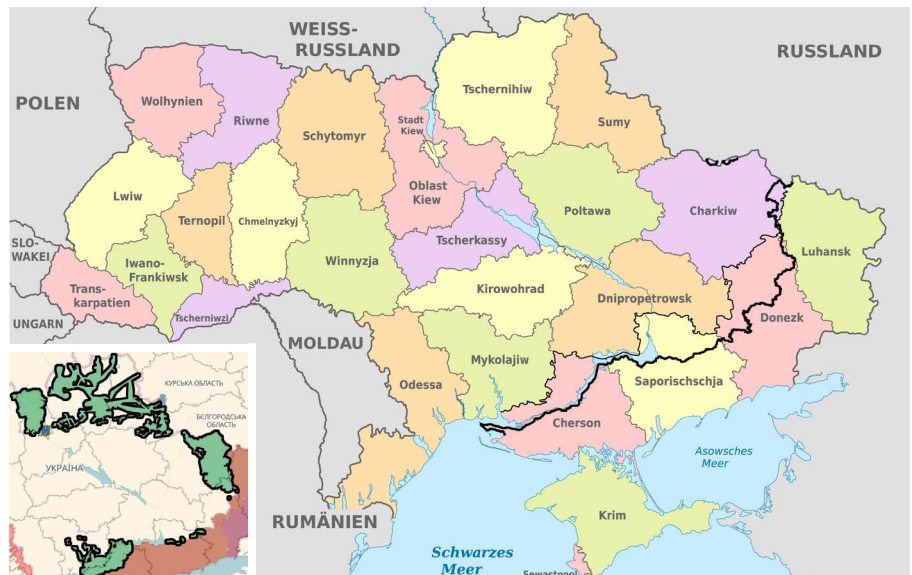 WEISS-
RUSSLAND
RUSSLAND
POLEN
Wolhynien
Riwne
Schytomyr
Stadt
Kiew
Oblast
Kiew
Tschernihiw
Sumy
Lwiw
Ternopil
Chmelnyzkyj
Poltawa
Charkiw
Luhansk
Tscherkassy
Winnyzja
SLO-
WAKEI
Iwano-
Frankiwsk
Trans-
karpatien
Tscherniwzi
UNGARN
Kirowohrad
Dnipropetrowsk
Donezk
MOLDAU
Odessa
Mykolajiw
Saporischschja
Cherson
Asowsches
Meer
Krim
RUMÄNIEN
Schwarzes
Meer
Sewastopol
КУРСЬКА ОБЛАСТЬ
БЄЛГОРОДСЬКА
ОБЛАСТЬ
УКРАЇНА